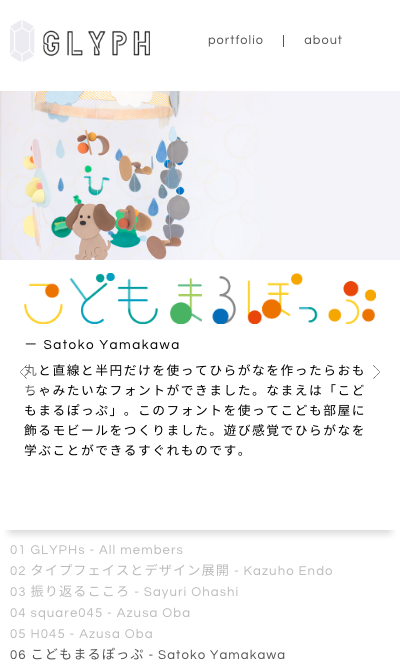 GLYPH
portfolio | about
こどもまるぽっぷ
ー Satoko Yamakawa
丸と直線と半円だけを使ってひらがなを作ったらおも
ちゃみたいなフォントができました。なまえは「こど
もまるぽっぷ」。このフォントを使ってこども部屋に
飾るモビールをつくりました。遊び感覚でひらがなを
学ぶことができるすぐれものです。
01 GLYPHs - All members
02 タイプフェイスとデザイン展開 - Kazuho Endo
03 振り返るこころ - Sayuri Ohashi
04 square045 - Azusa Oba
05 H045 - Azusa Oba
06 こどもまるぽっぷ - Satoko Yamakawa